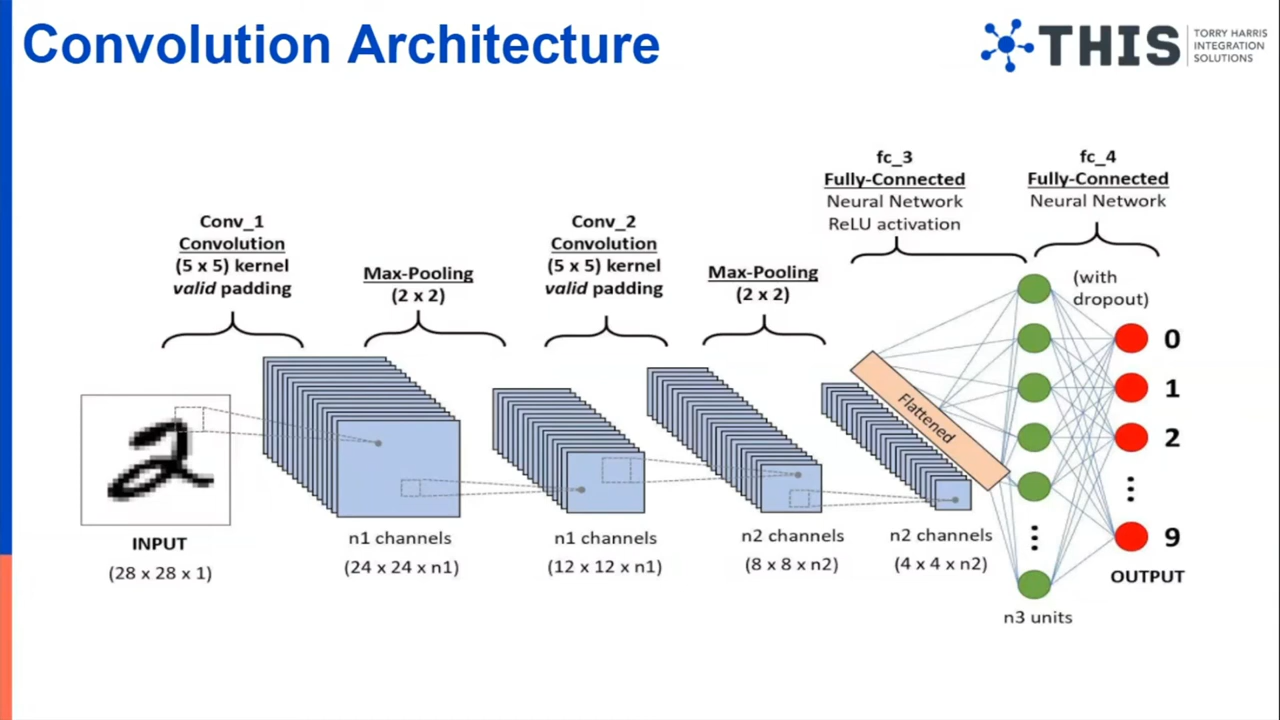 Convolution Architecture
THIS
TORRY HARRIS
INTEGRATION
SOLUTIONS
Conv_1
Convolution
(5 x 5) kernel
valid padding
Max-Pooling
(2 x 2)
Conv_2
Convolution
(5 x 5) kernel
valid padding
Max-Pooling
(2 x 2)
fc_3
Fully-Connected
Neural Network
ReLU activation
fc_4
Fully-Connected
Neural Network
(with
dropout)
2
Flattened
0
1
2
9
INPUT
(28 x 28 x 1)
n1 channels
(24 x 24 x n1)
n1 channels
(12 x 12 x n1)
n2 channels
(8 x 8 x n2)
n2 channels
(4 x 4 x n2)
OUTPUT
n3 units